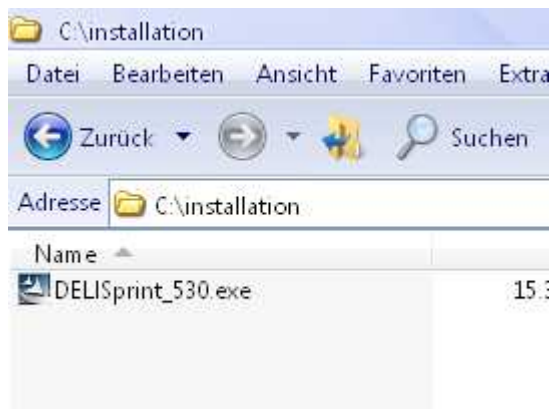 C:\installation
Datei Bearbeiten Ansicht Favoriten Extra
Zurück Suchen
Adresse C:\installation
Name
DELISprint_530.exe 15.3